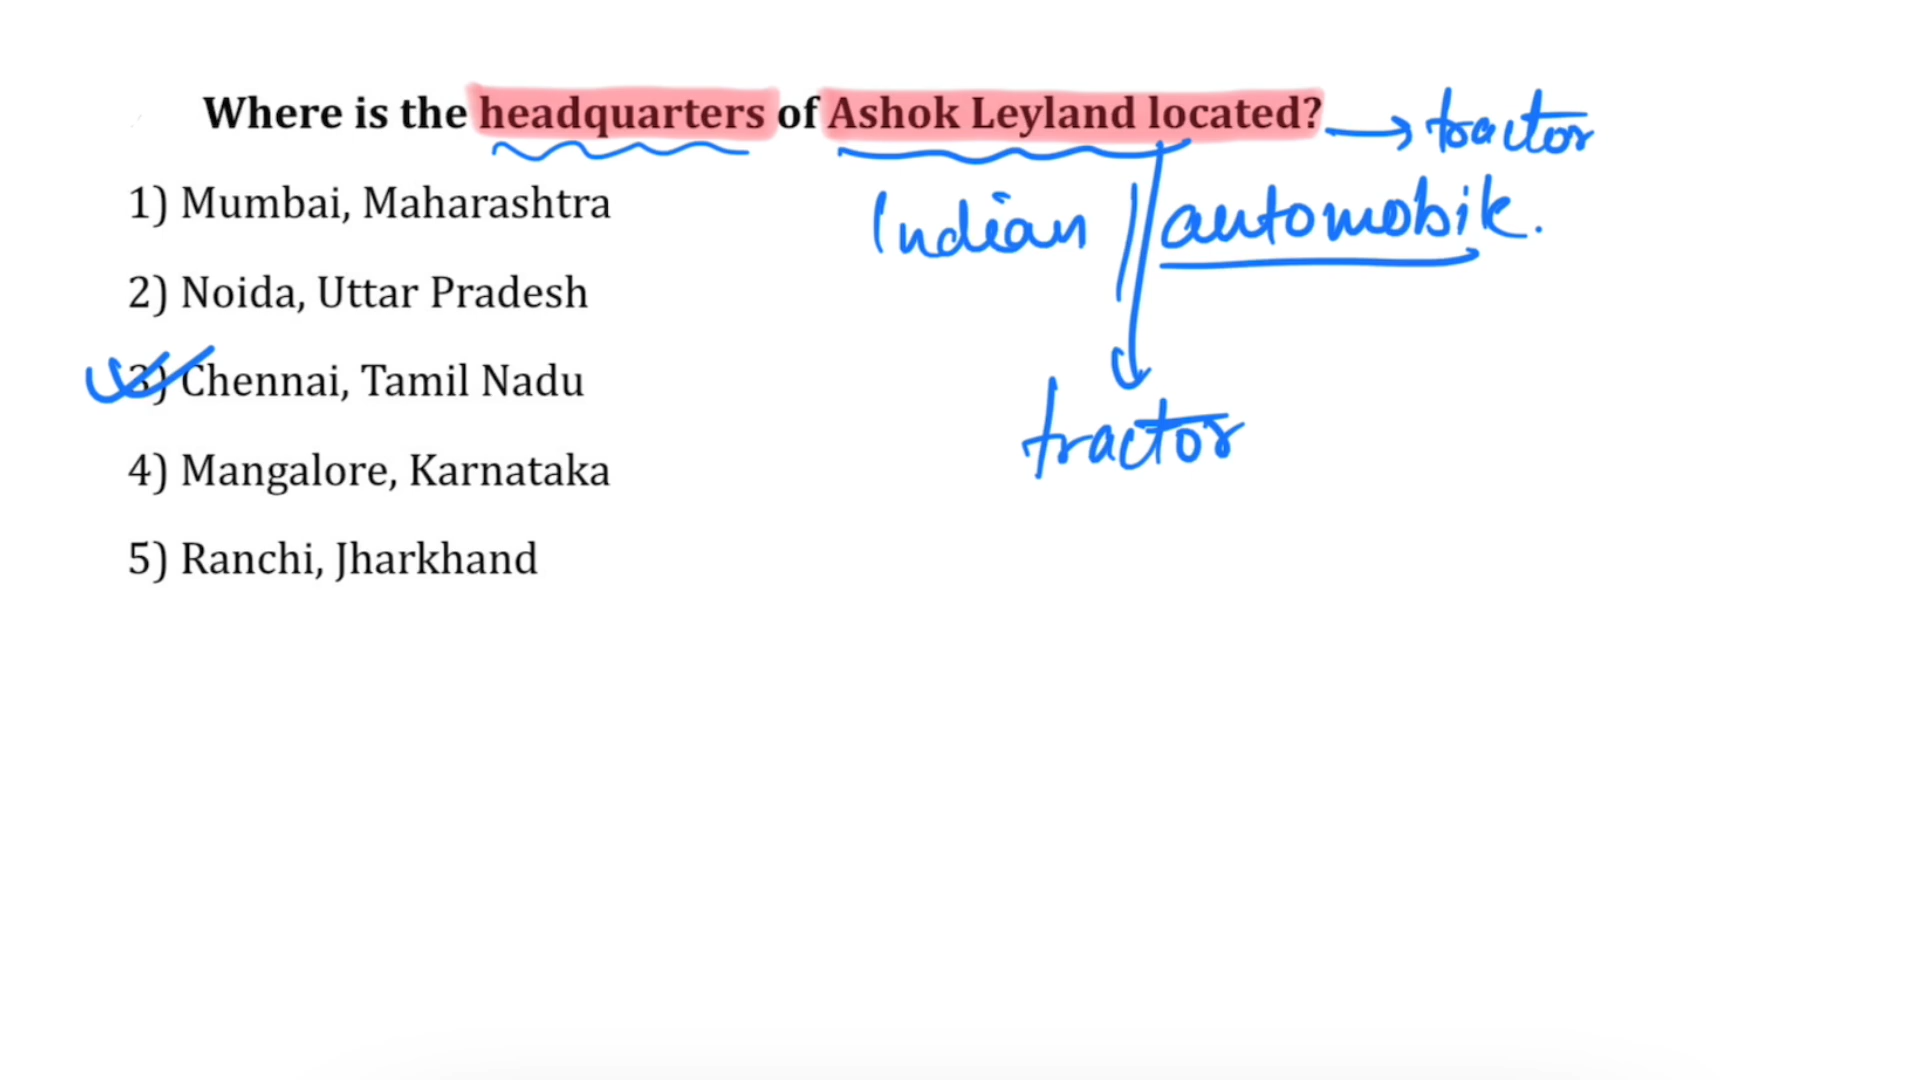 Where is the headquarters of Ashok Leyland located? → tractor
Indian automobile.
1) Mumbai, Maharashtra
2) Noida, Uttar Pradesh
3) Chennai, Tamil Nadu
tractor
4) Mangalore, Karnataka
5) Ranchi, Jharkhand